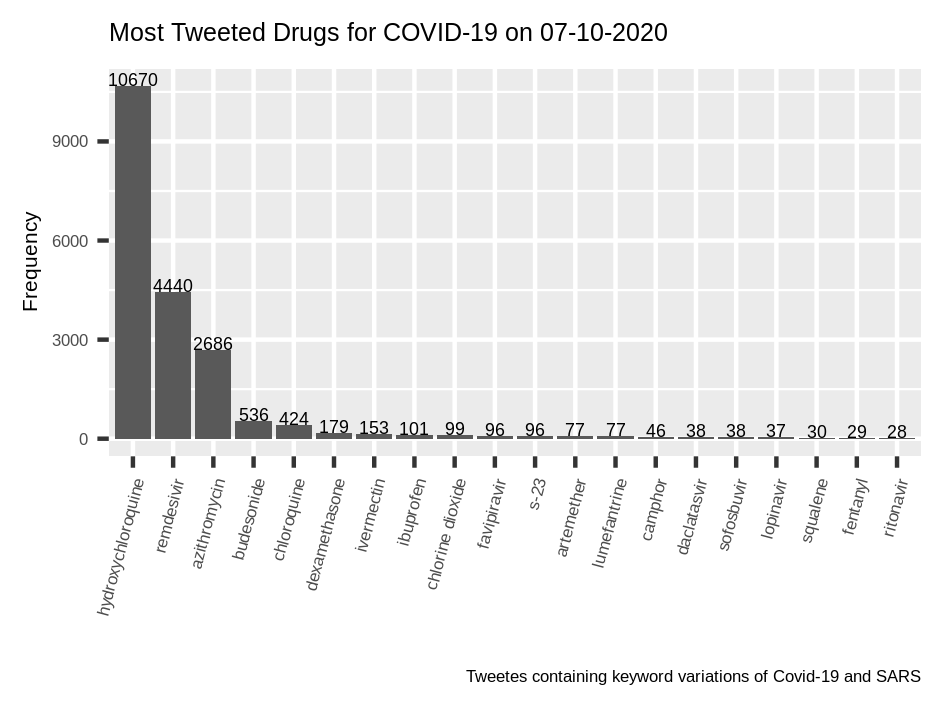 Most Tweeted Drugs for COVID-19 on 07-10-2020
Frequency
9000
6000
3000
0
10670
4440
2686
536
424
179
153
101
99
96
96
77
77
46
38
38
37
30
29
28
hydroxychloroquine
remdesivir
azithromycin
budesonide
chloroquine
dexamethasone
ivermectin
ibuprofen
chlorine dioxide
favipiravir
s-23
artemether
lumefantrine
camphor
daclatasvir
sofosbuvir
lopinavir
squalene
fentanyl
ritonavir
Tweetes containing keyword variations of Covid-19 and SARS